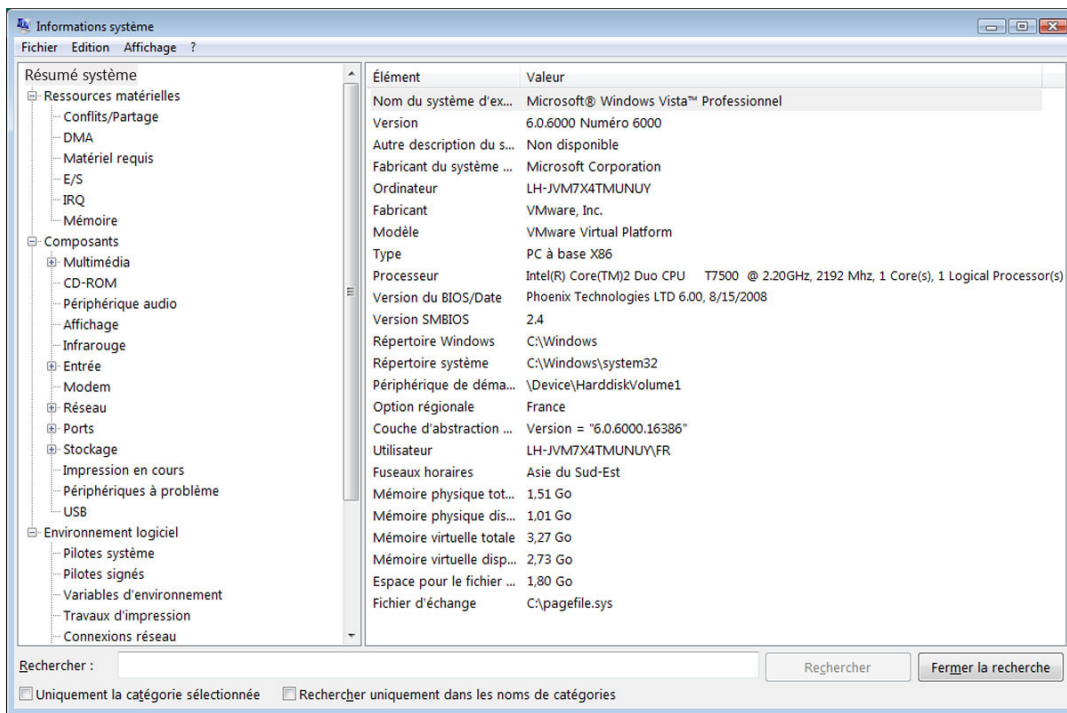 Informations système
Fichier Edition Affichage ?
Résumé système
Ressources matérielles
Conflits/Partage
DMA
Matériel requis
E/S
IRQ
Mémoire
Composants
Multimédia
CD-ROM
Périphérique audio
Affichage
Infrarouge
Entrée
Modem
Réseau
Ports
Stockage
Impression en cours
Périphériques à problème
USB
Environnement logiciel
Pilotes système
Pilotes signés
Variables d'environnement
Travaux d'impression
Connexions réseau
Élément Valeur
Nom du système d'ex... Microsoft® Windows Vista™ Professionnel
Version 6.0.6000 Numéro 6000
Autre description du s... Non disponible
Fabricant du système ... Microsoft Corporation
Ordinateur LH-JVM7X4TMUNUY
Fabricant VMware, Inc.
Modèle VMware Virtual Platform
Type PC à base X86
Processeur Intel(R) Core(TM)2 Duo CPU T7500 @ 2.20GHz, 2192 Mhz, 1 Core(s), 1 Logical Processor(s)
Version du BIOS/Date Phoenix Technologies LTD 6.00, 8/15/2008
Version SMBIOS 2.4
Répertoire Windows C:\Windows
Répertoire système C:\Windows\system32
Périphérique de déma... \Device\HarddiskVolume1
Option régionale France
Couche d'abstraction ... Version = "6.0.6000.16386"
Utilisateur LH-JVM7X4TMUNUY\FR
Fuseaux horaires Asie du Sud-Est
Mémoire physique tot... 1,51 Go
Mémoire physique dis... 1,01 Go
Mémoire virtuelle totale 3,27 Go
Mémoire virtuelle disp... 2,73 Go
Espace pour le fichier ... 1,80 Go
Fichier d'échange C:\pagefile.sys
Rechercher :
Rechercher
Fermer la recherche
Uniquement la catégorie sélectionnée
Rechercher uniquement dans les noms de catégories